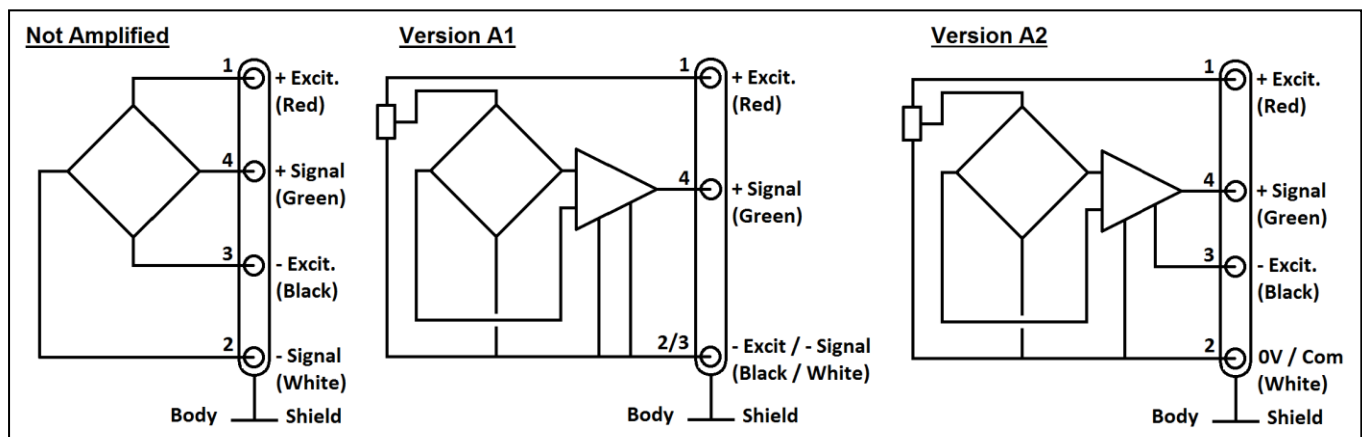 Not Amplified
1
+ Excit.
(Red)
4
+ Signal
(Green)
3
- Excit.
(Black)
2
- Signal
(White)
Body
Shield
Version A1
1
+ Excit.
(Red)
4
+ Signal
(Green)
2/3
- Excit / - Signal
(Black / White)
Body
Shield
Version A2
1
+ Excit.
(Red)
4
+ Signal
(Green)
3
- Excit.
(Black)
2
0V / Com
(White)
Body
Shield